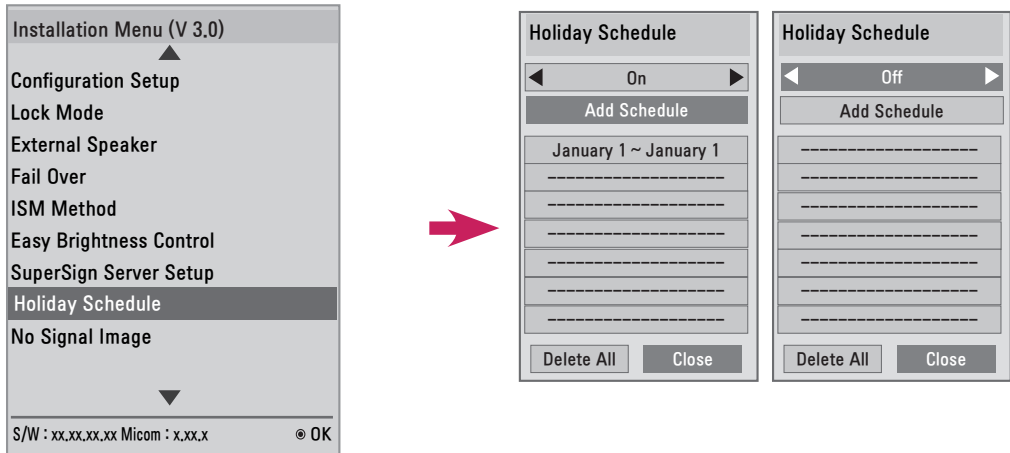 Installation Menu (V 3.0)
Configuration Setup
Lock Mode
External Speaker
Fail Over
ISM Method
Easy Brightness Control
SuperSign Server Setup
Holiday Schedule
No Signal Image
S/W : xx.xx.xx.xx Micom : x.xx.x ◉ OK
Holiday Schedule
◀ On ▶
Add Schedule
January 1 ~ January 1
-------------------
-------------------
-------------------
-------------------
-------------------
-------------------
Delete All Close
Holiday Schedule
◀ Off ▶
Add Schedule
-------------------
-------------------
-------------------
-------------------
-------------------
-------------------
-------------------
Delete All Close